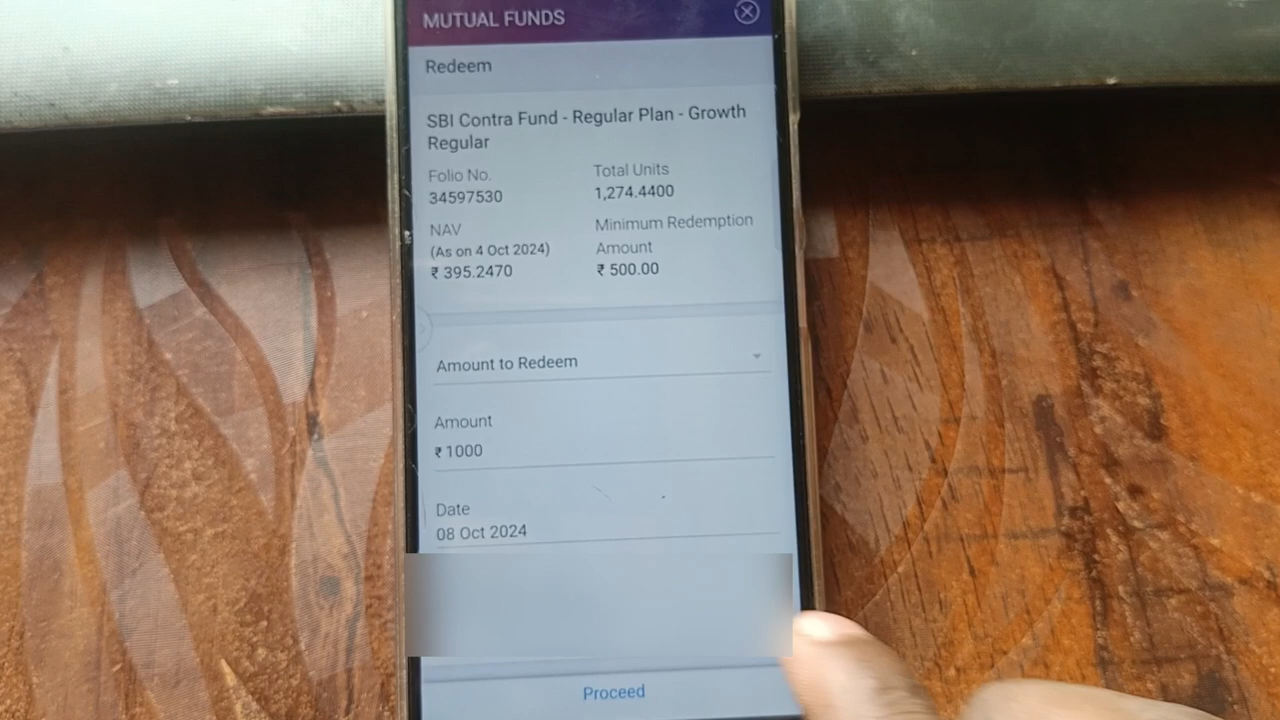 MUTUAL FUNDS
Redeem
SBI Contra Fund - Regular Plan - Growth
Regular
Folio No.
34597530
Total Units
1,274.4400
NAV
(As on 4 Oct 2024)
₹ 395.2470
Minimum Redemption
Amount
₹ 500.00
Amount to Redeem
Amount
₹ 1000
Date
08 Oct 2024
Proceed